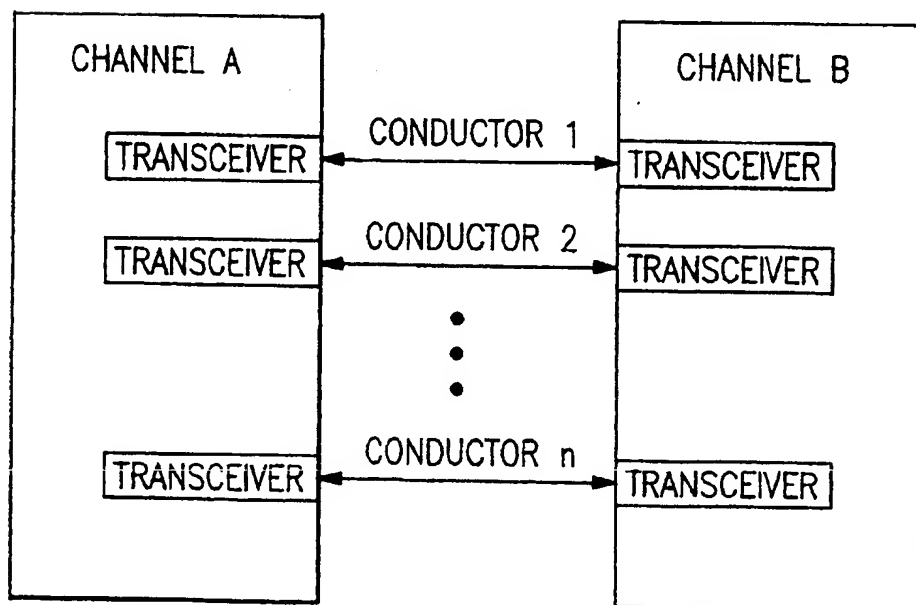 CHANNEL A
CHANNEL B
TRANSCEIVER
CONDUCTOR 1
TRANSCEIVER
TRANSCEIVER
CONDUCTOR 2
TRANSCEIVER
TRANSCEIVER
CONDUCTOR n
TRANSCEIVER